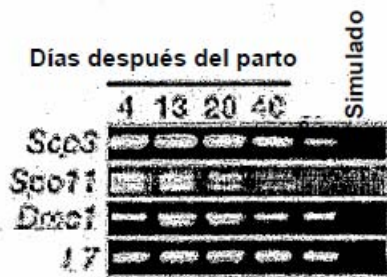 Días después del parto
Simulado
4 13 20 40
Scp3
Spo11
Dmc1
L7